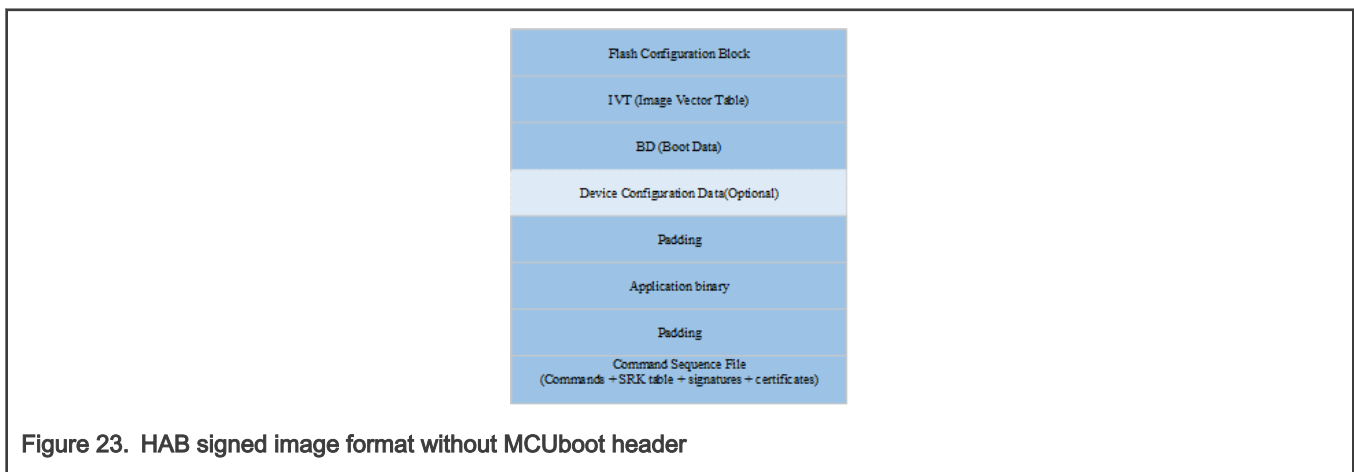 Flash Configuration Block
IVT (Image Vector Table)
BD (Boot Data)
Device Configuration Data(Optional)
Padding
Application binary
Padding
Command Sequence File
(Commands + SRK table + signatures + certificates)
Figure 23. HAB signed image format without MCUboot header